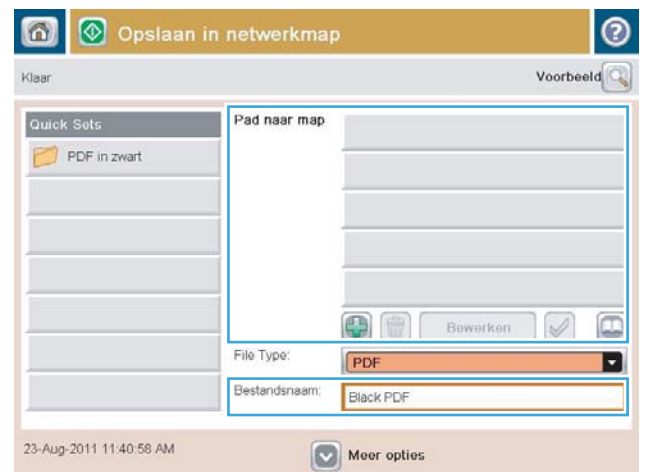 Opslaan in netwerkmap
Klaar
Voorbeeld
Quick Sets
PDF in zwart
Pad naar map
Bewerken
File Type:
PDF
Bestandsnaam:
Black PDF
23-Aug-2011 11:40:58 AM
Meer opties